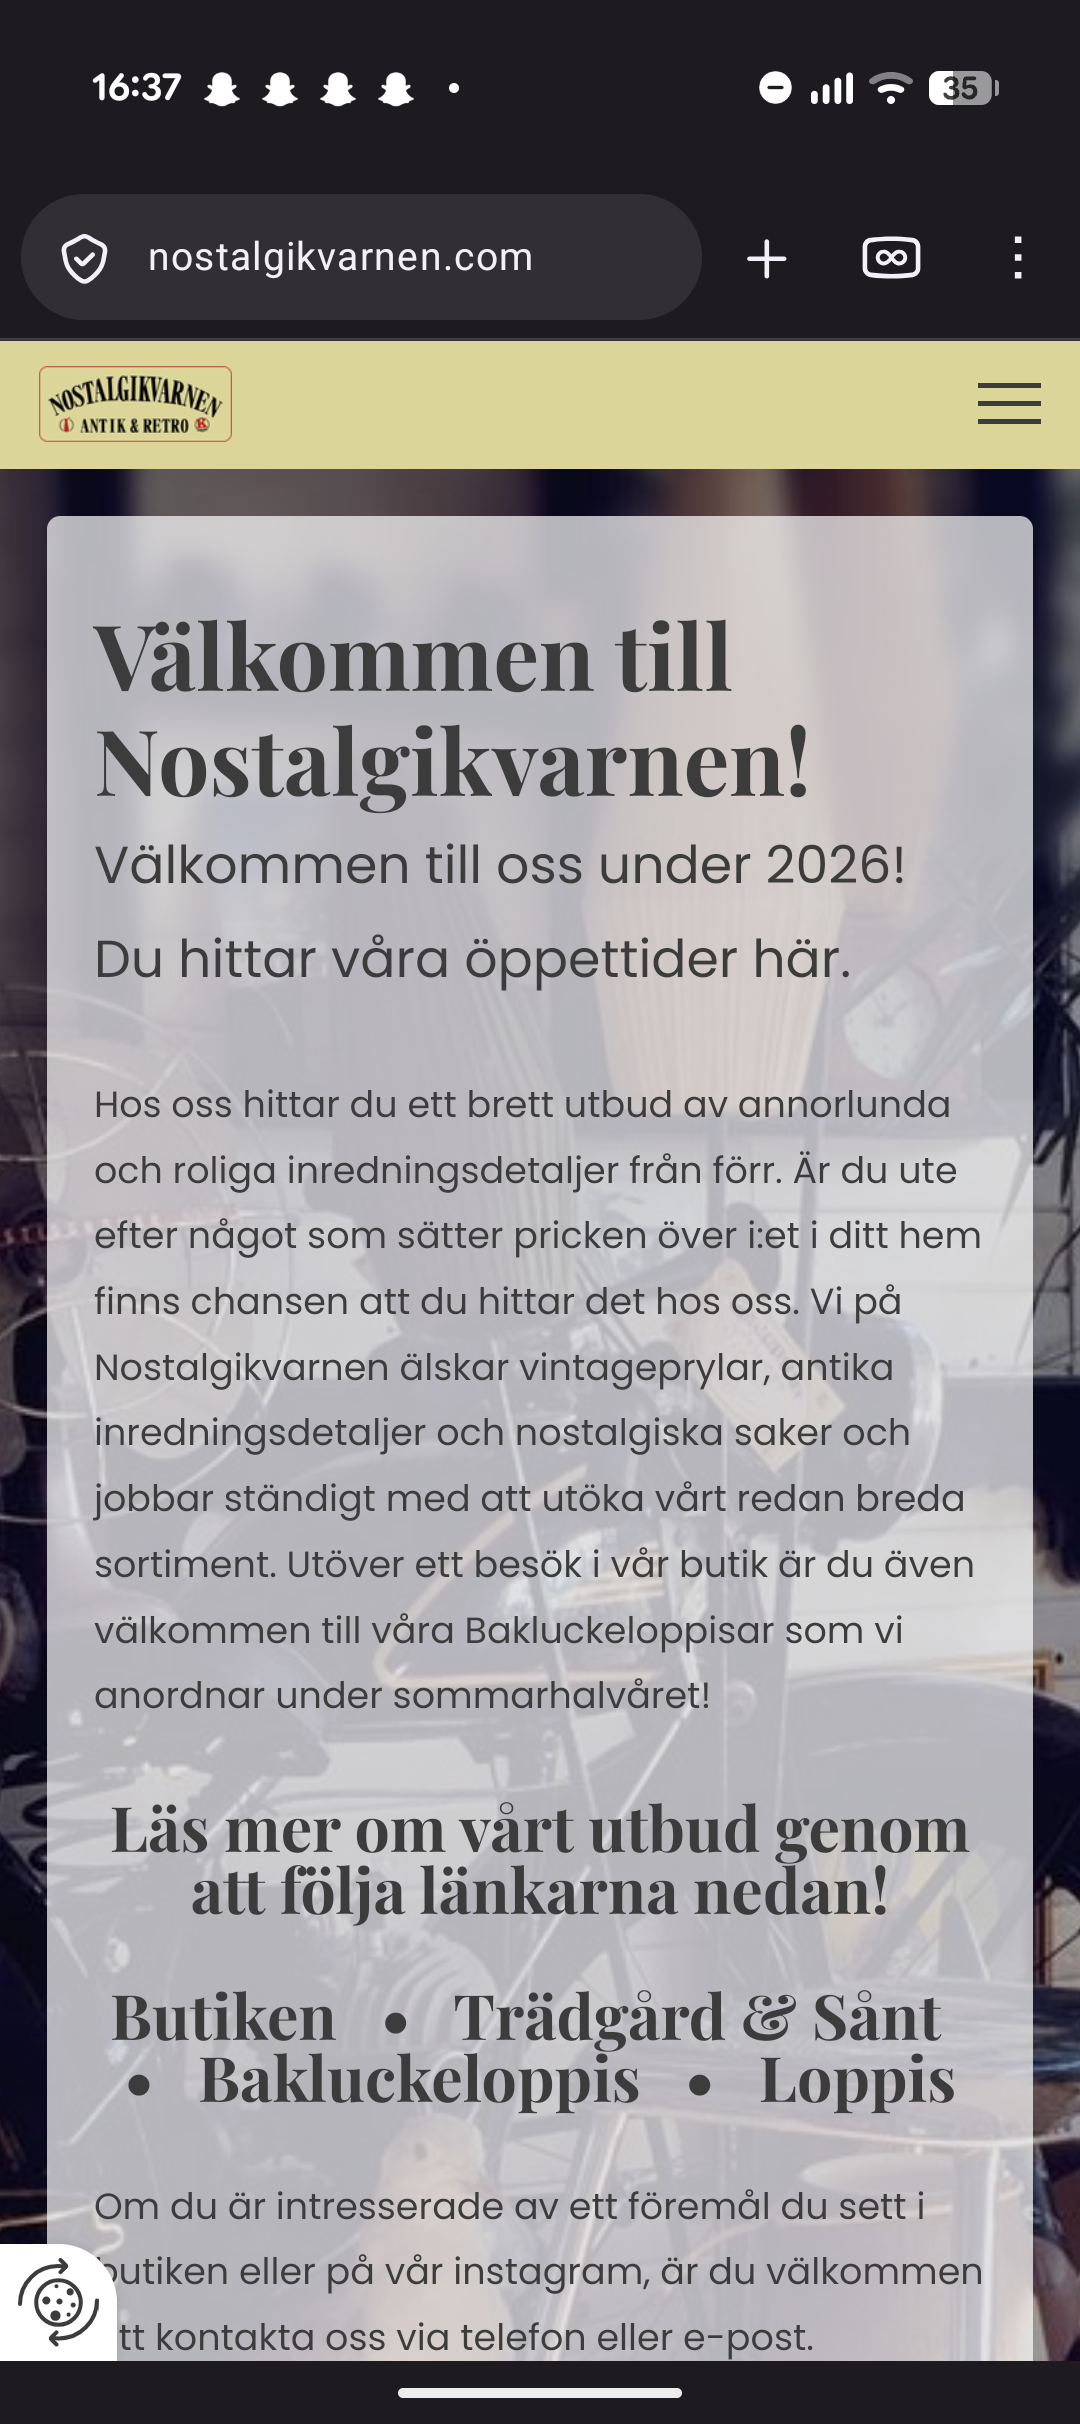 16:37
35
nostalgikvarnen.com
NOSTALGIKVARNEN
ANTIK & RETRO
Välkommen till
Nostalgikvarnen!
Välkommen till oss under 2026!
Du hittar våra öppettider här.
Hos oss hittar du ett brett utbud av annorlunda
och roliga inredningsdetaljer från förr. Är du ute
efter något som sätter pricken över i:et i ditt hem
finns chansen att du hittar det hos oss. Vi på
Nostalgikvarnen älskar vintageprylar, antika
inredningsdetaljer och nostalgiska saker och
jobbar ständigt med att utöka vårt redan breda
sortiment. Utöver ett besök i vår butik är du även
välkommen till våra Bakluckeloppisar som vi
anordnar under sommarhalvåret!
Läs mer om vårt utbud genom
att följa länkarna nedan!
Butiken • Trädgård & Sånt
• Bakluckeloppis • Loppis
Om du är intresserade av ett föremål du sett i
butiken eller på vår instagram, är du välkommen
tt kontakta oss via telefon eller e-post.